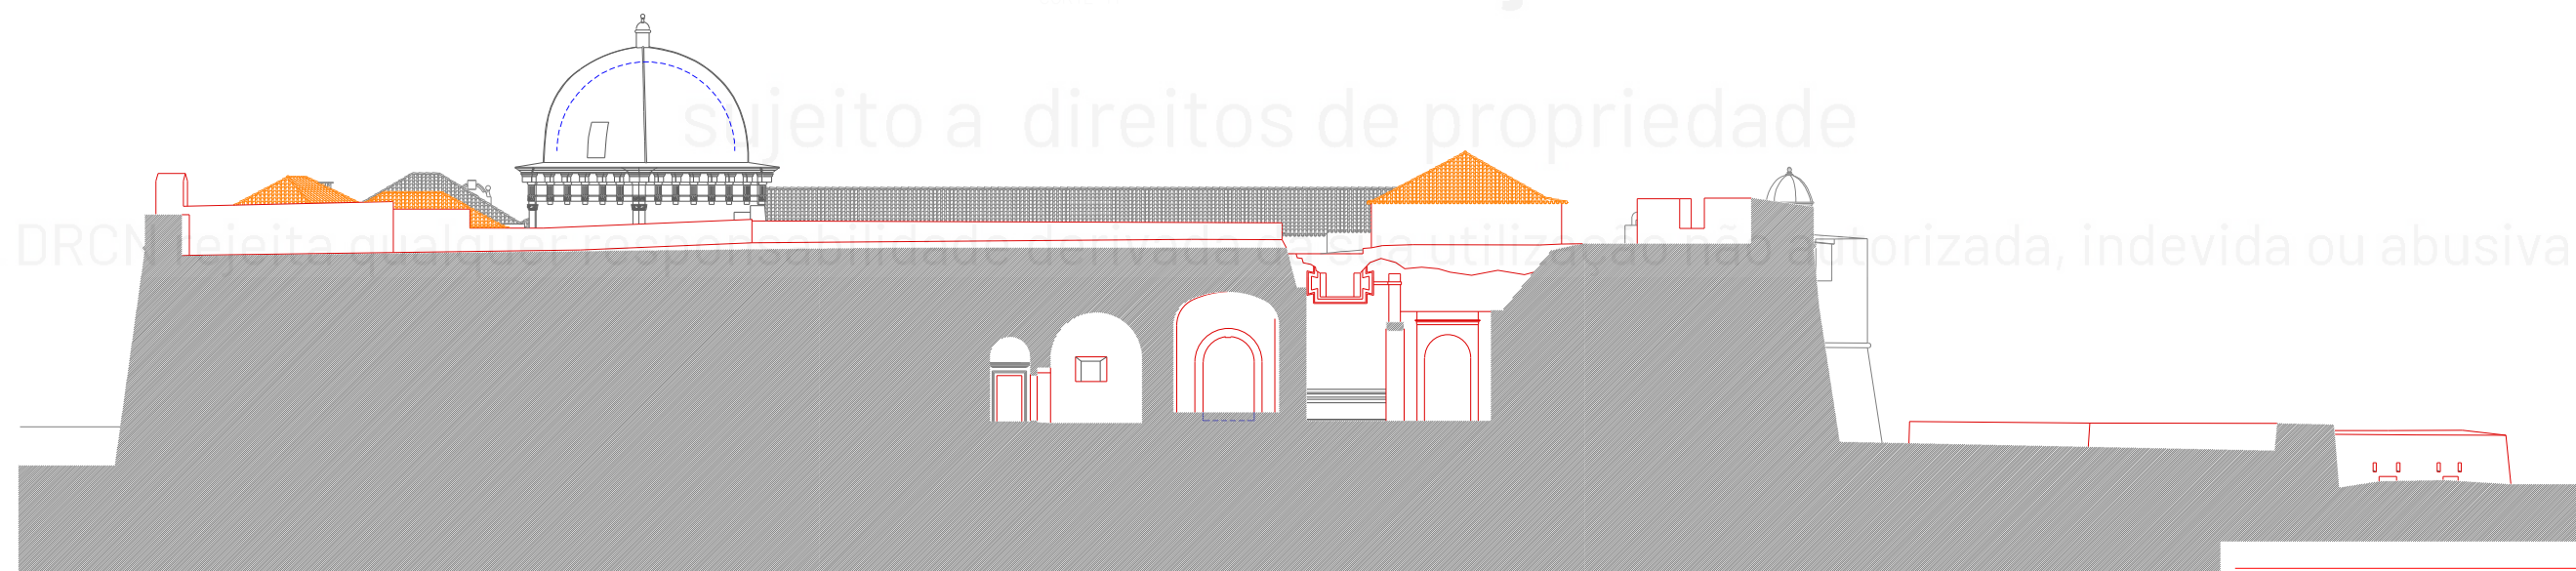 sujeito a direitos de propriedade
DRCN rejeita qualquer responsabilidade derivada da sua utilização não autorizada, indevida ou abusiva